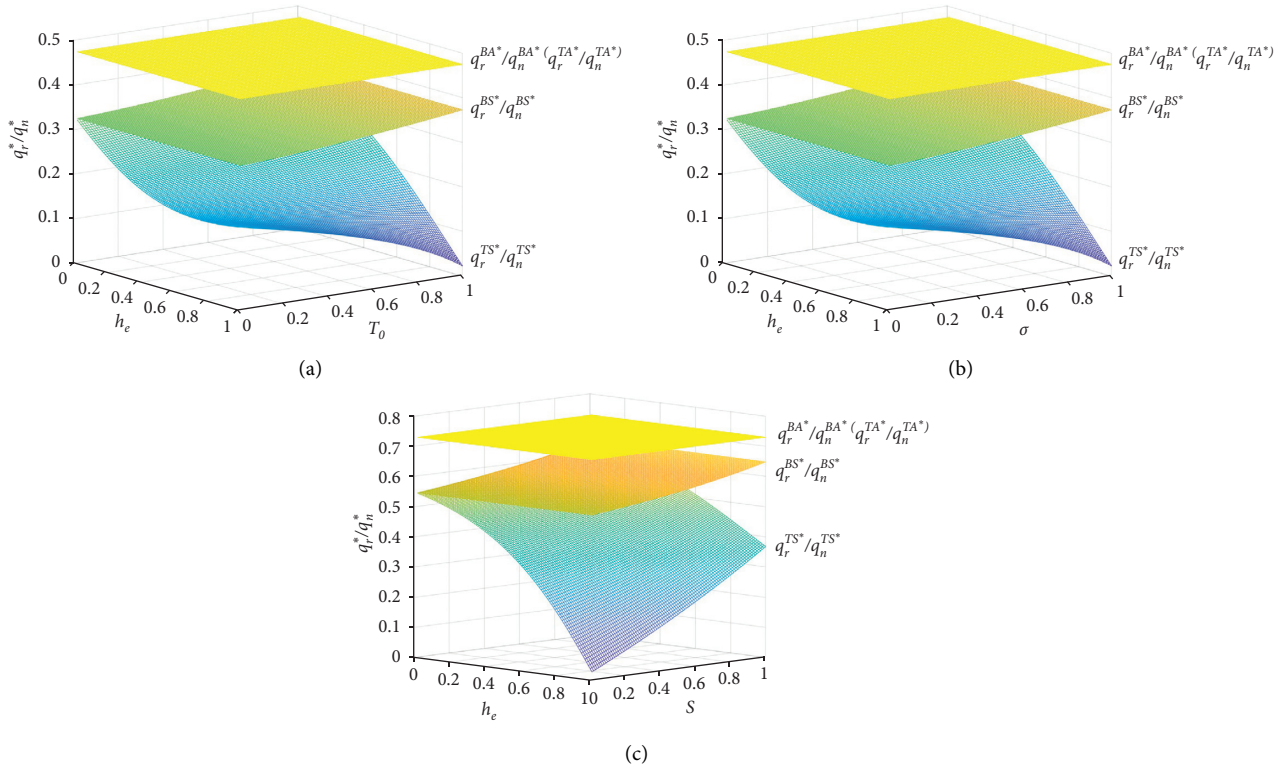 0.5
0.4
0.3
0.2
0.1
0
q_r^*/q_n^*
0
0.2
0.4
0.6
0.8
1
h_e
0
0.2
0.4
0.6
0.8
1
T_0
q_r^{BA*}/q_n^{BA*} (q_r^{TA*}/q_n^{TA*})
q_r^{BS*}/q_n^{BS*}
q_r^{TS*}/q_n^{TS*}
(a)
0.5
0.4
0.3
0.2
0.1
0
q_r^*/q_n^*
0
0.2
0.4
0.6
0.8
1
h_e
0
0.2
0.4
0.6
0.8
1
σ
q_r^{BA*}/q_n^{BA*} (q_r^{TA*}/q_n^{TA*})
q_r^{BS*}/q_n^{BS*}
q_r^{TS*}/q_n^{TS*}
(b)
0.8
0.7
0.6
0.5
0.4
0.3
0.2
0.1
0
q_r^*/q_n^*
0
0.2
0.4
0.6
0.8
10
h_e
0.2
0.4
0.6
0.8
1
S
q_r^{BA*}/q_n^{BA*} (q_r^{TA*}/q_n^{TA*})
q_r^{BS*}/q_n^{BS*}
q_r^{TS*}/q_n^{TS*}
(c)